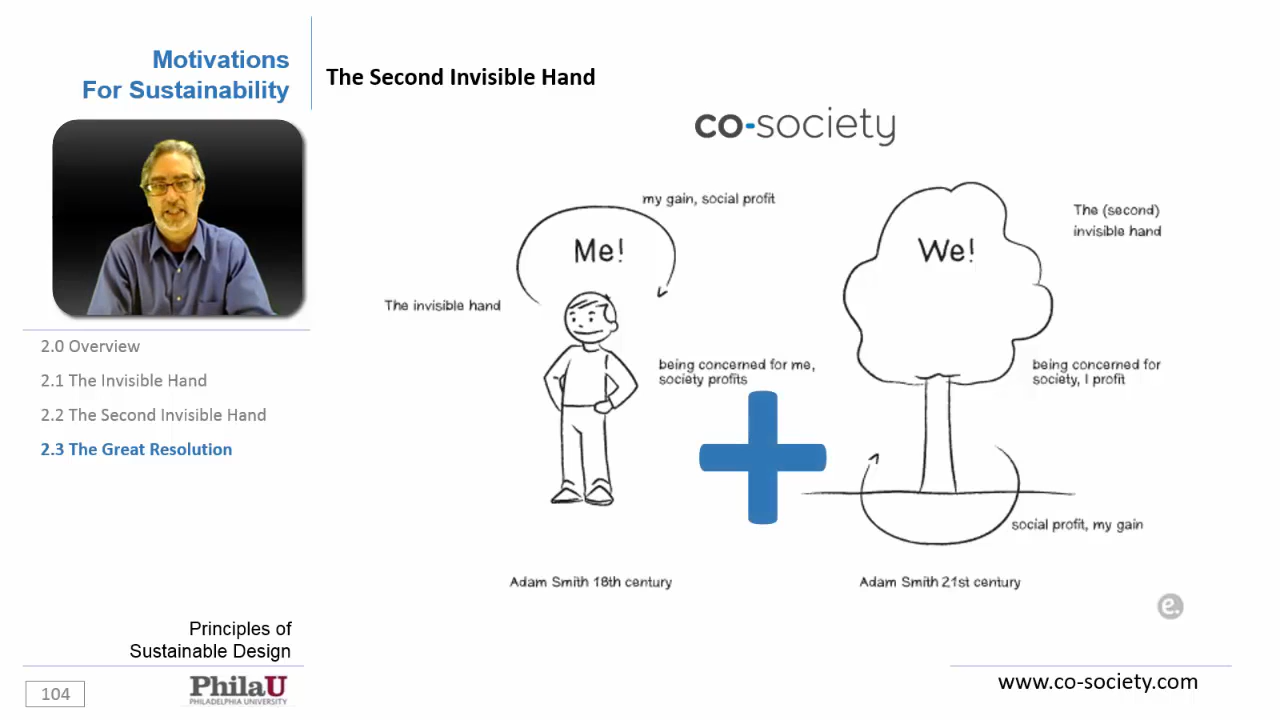 Motivations
For Sustainability
The Second Invisible Hand
co-society
my gain, social profit
Me!
The invisible hand
being concerned for me,
society profits
We!
The (second)
invisible hand
being concerned for
society, I profit
social profit, my gain
Adam Smith 18th century
Adam Smith 21st century
e.
2.0 Overview
2.1 The Invisible Hand
2.2 The Second Invisible Hand
2.3 The Great Resolution
Principles of
Sustainable Design
104
PhilaU
PHILADELPHIA UNIVERSITY
www.co-society.com